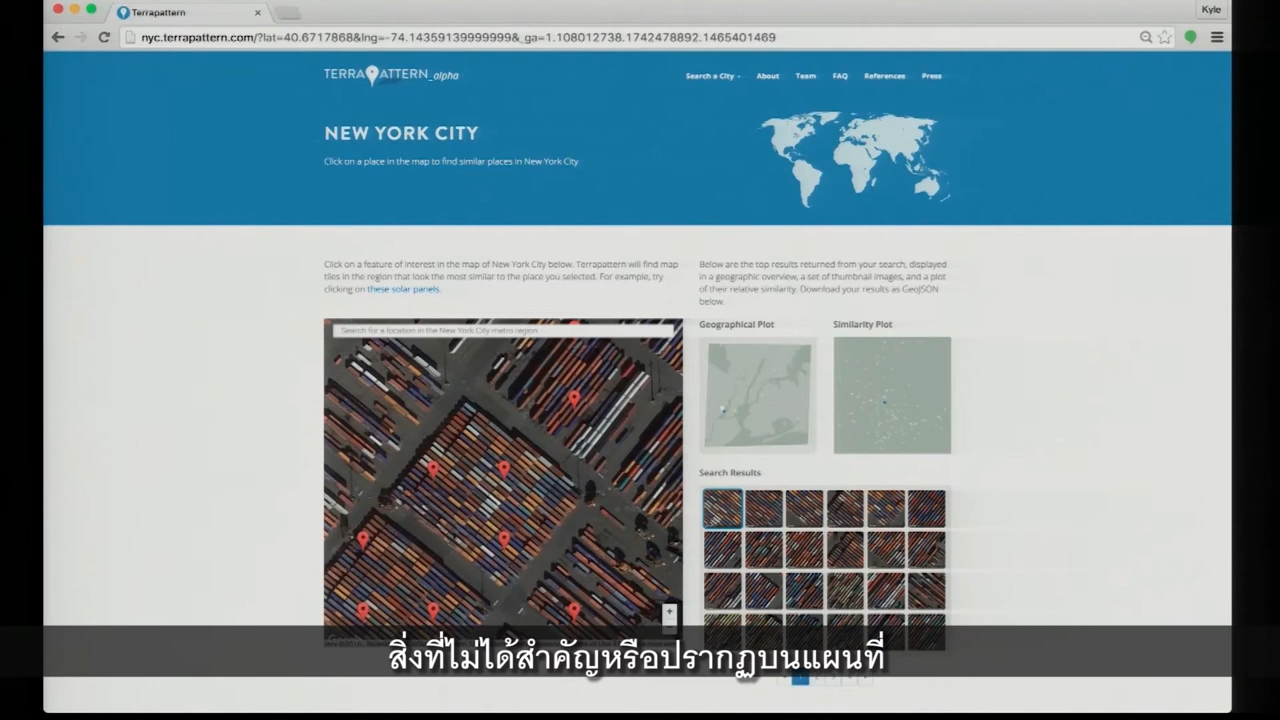 Terrapattern
Kyle
nyc.terrapattern.com/?lat=40.6717868&lng=-74.14359139999999&_ga=1.108012738.1742478892.1465401469
TERRA PATTERN_alpha
Search a City About Team FAQ References Press
NEW YORK CITY
Click on a place in the map to find similar places in New York City
Click on a feature of interest in the map of New York City below. Terrapattern will find map
tiles in the region that look the most similar to the place you selected. For example, try
clicking on these solar panels.
Below are the top results returned from your search, displayed
in a geographic overview, a set of thumbnail images, and a plot
of their relative similarity. Download your results as GeoJSON
below.
Search for a location in the New York City metro region
Geographical Plot
Similarity Plot
Search Results
สิ่งที่ไม่ได้สำคัญหรือปรากฏบนแผนที่